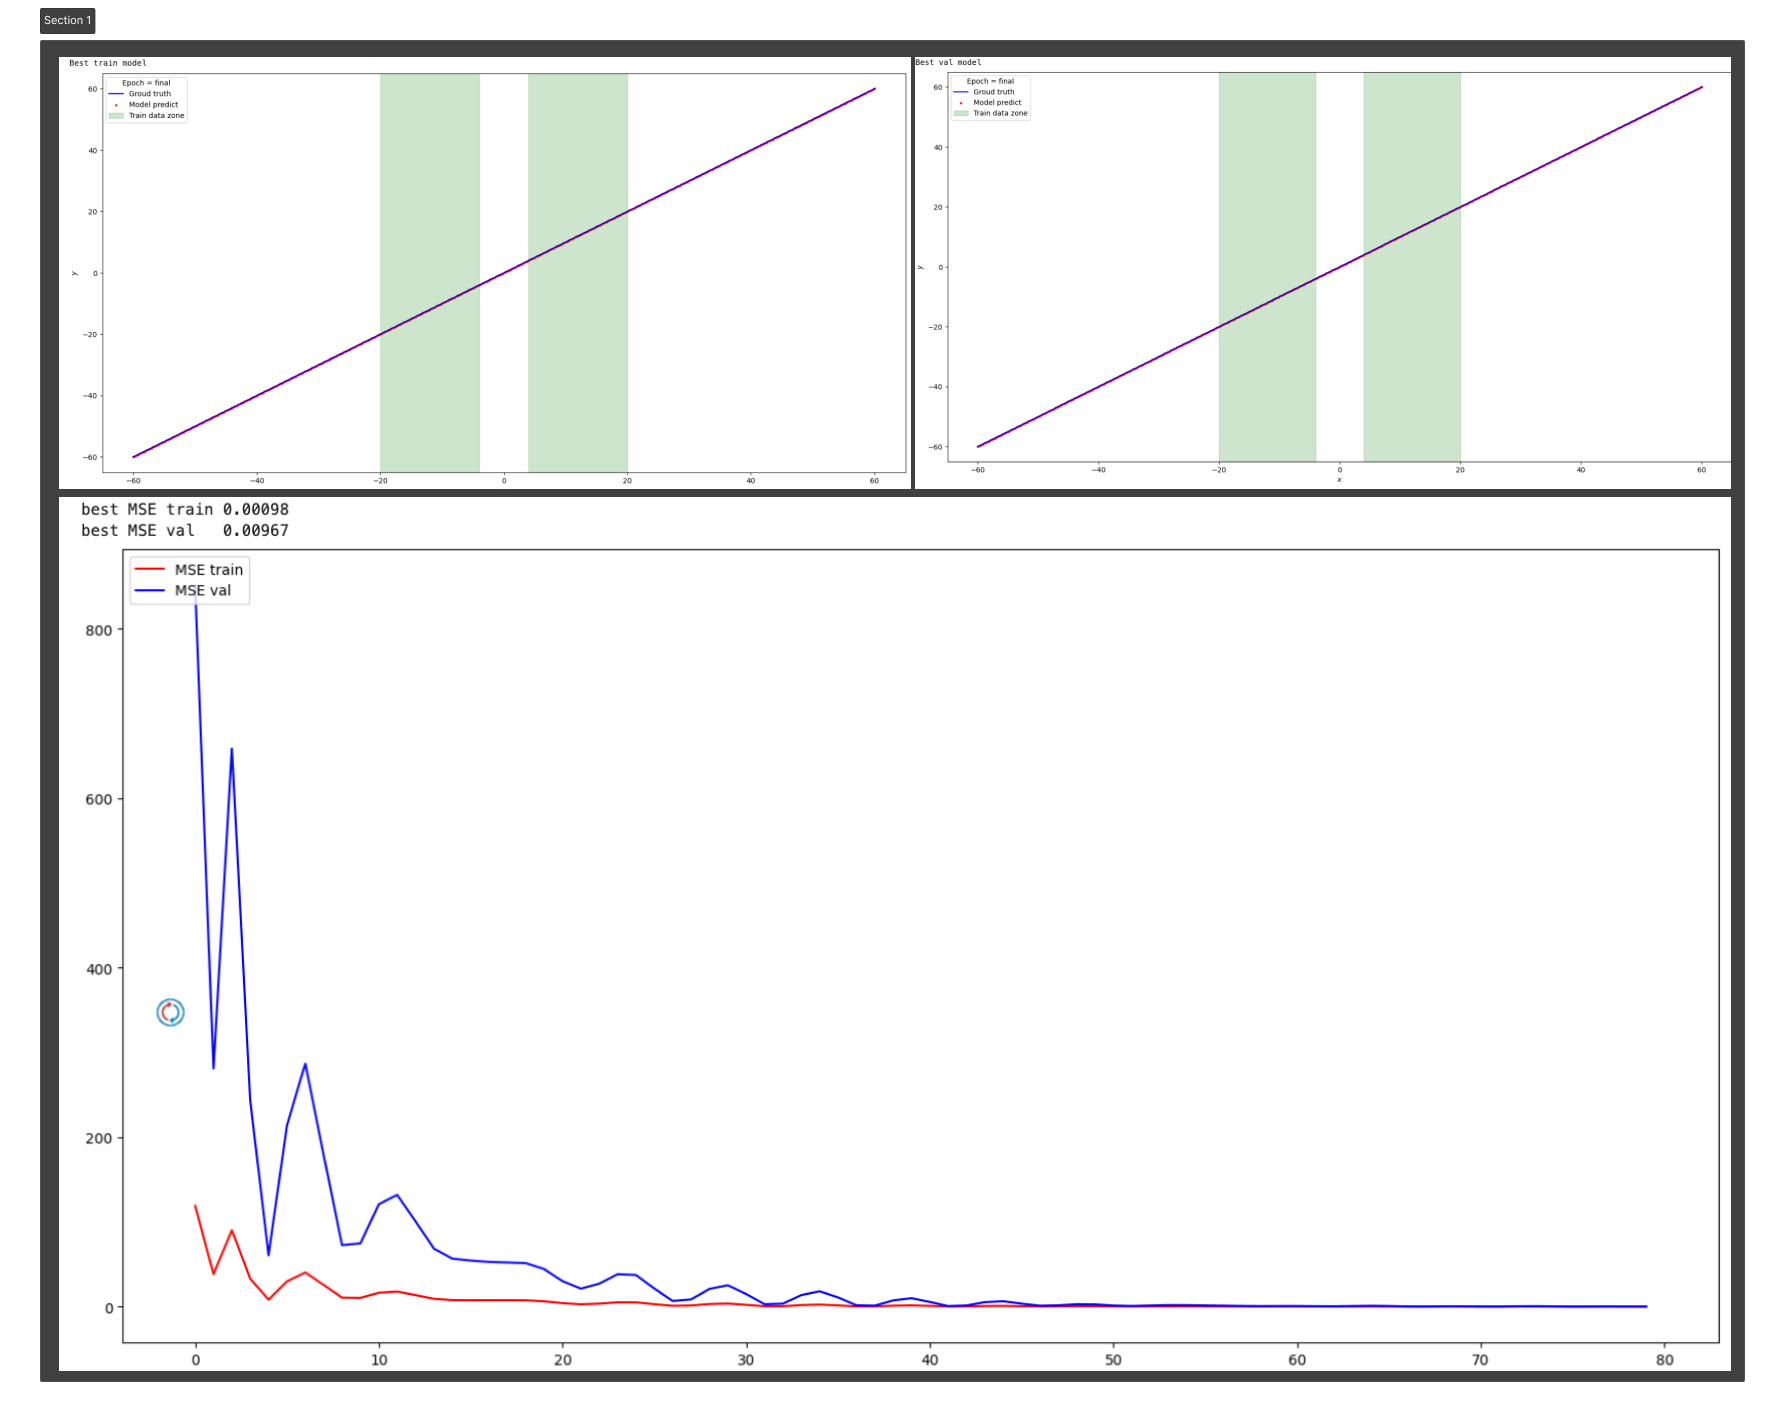 Section 1
Best train model
Epoch = final
Groud truth
Model predict
Train data zone
60
40
20
0
−20
−40
−60
y
−60 −40 −20 0 20 40 60
Best val model
Epoch = final
Groud truth
Model predict
Train data zone
60
40
20
0
−20
−40
−60
y
−60 −40 −20 0 20 40 60
x
best MSE train 0.00098
best MSE val 0.00967
MSE train
MSE val
800
600
400
200
0
0 10 20 30 40 50 60 70 80